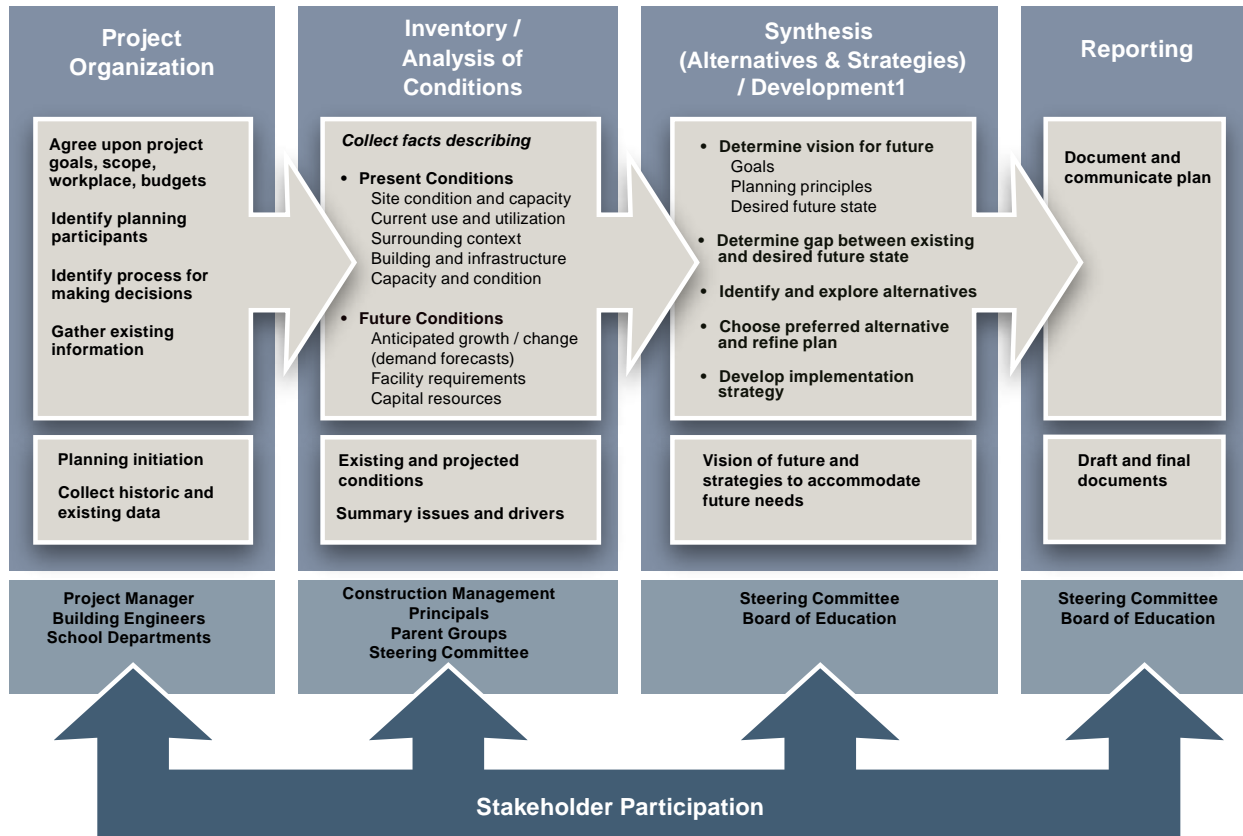 Project
Organization
Agree upon project
goals, scope,
workplace, budgets
Identify planning
participants
Identify process for
making decisions
Gather existing
information
Planning initiation
Collect historic and
existing data
Project Manager
Building Engineers
School Departments
Inventory /
Analysis of
Conditions
Collect facts describing
• Present Conditions
Site condition and capacity
Current use and utilization
Surrounding context
Building and infrastructure
Capacity and condition
• Future Conditions
Anticipated growth / change
(demand forecasts)
Facility requirements
Capital resources
Existing and projected
conditions
Summary issues and drivers
Construction Management
Principals
Parent Groups
Steering Committee
Synthesis
(Alternatives & Strategies)
/ Development1
• Determine vision for future
Goals
Planning principles
Desired future state
• Determine gap between existing
and desired future state
• Identify and explore alternatives
• Choose preferred alternative
and refine plan
• Develop implementation
strategy
Vision of future and
strategies to accommodate
future needs
Steering Committee
Board of Education
Reporting
Document and
communicate plan
Draft and final
documents
Steering Committee
Board of Education
Stakeholder Participation